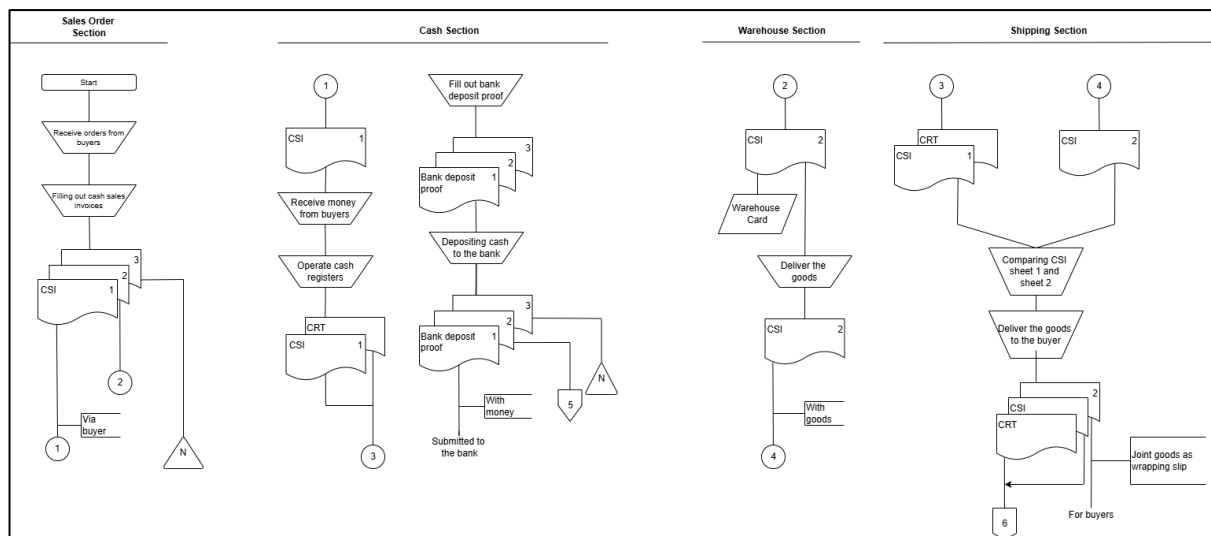 Sales Order
Section
Start
Receive orders from
buyers
Filling out cash sales
invoices
3
2
CSI 1
2
Via
buyer
1
N
Cash Section
1
CSI 1
Receive money
from buyers
Operate cash
registers
CRT
CSI 1
3
Fill out bank
deposit proof
3
2
Bank deposit 1
proof
Depositing cash
to the bank
3
2
Bank deposit 1
proof
N
5
With
money
Submitted to
the bank
Warehouse Section
2
CSI 2
Warehouse
Card
Deliver the
goods
CSI 2
With
goods
4
Shipping Section
3
CRT
CSI 1
4
CSI 2
Comparing CSI
sheet 1 and
sheet 2
Deliver the goods
to the buyer
2
CSI 1
CRT
Joint goods as
wrapping slip
6
For buyers